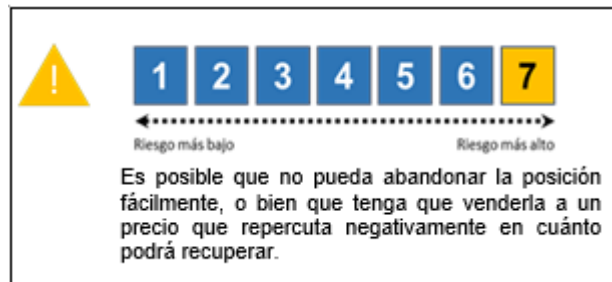 !
1 2 3 4 5 6 7
Riesgo más bajo Riesgo más alto
Es posible que no pueda abandonar la posición
fácilmente, o bien que tenga que venderla a un
precio que repercuta negativamente en cuánto
podrá recuperar.